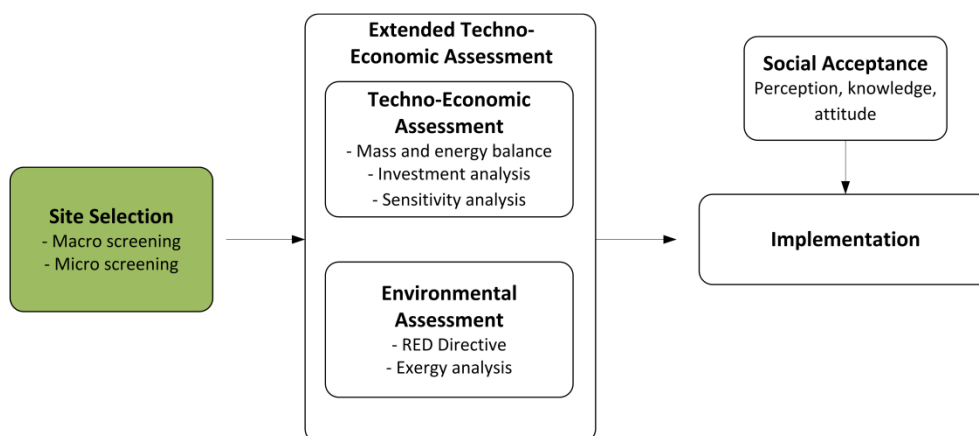 Site Selection
- Macro screening
- Micro screening
Extended Techno-
Economic Assessment
Techno-Economic
Assessment
- Mass and energy balance
- Investment analysis
- Sensitivity analysis
Environmental
Assessment
- RED Directive
- Exergy analysis
Social Acceptance
Perception, knowledge,
attitude
Implementation